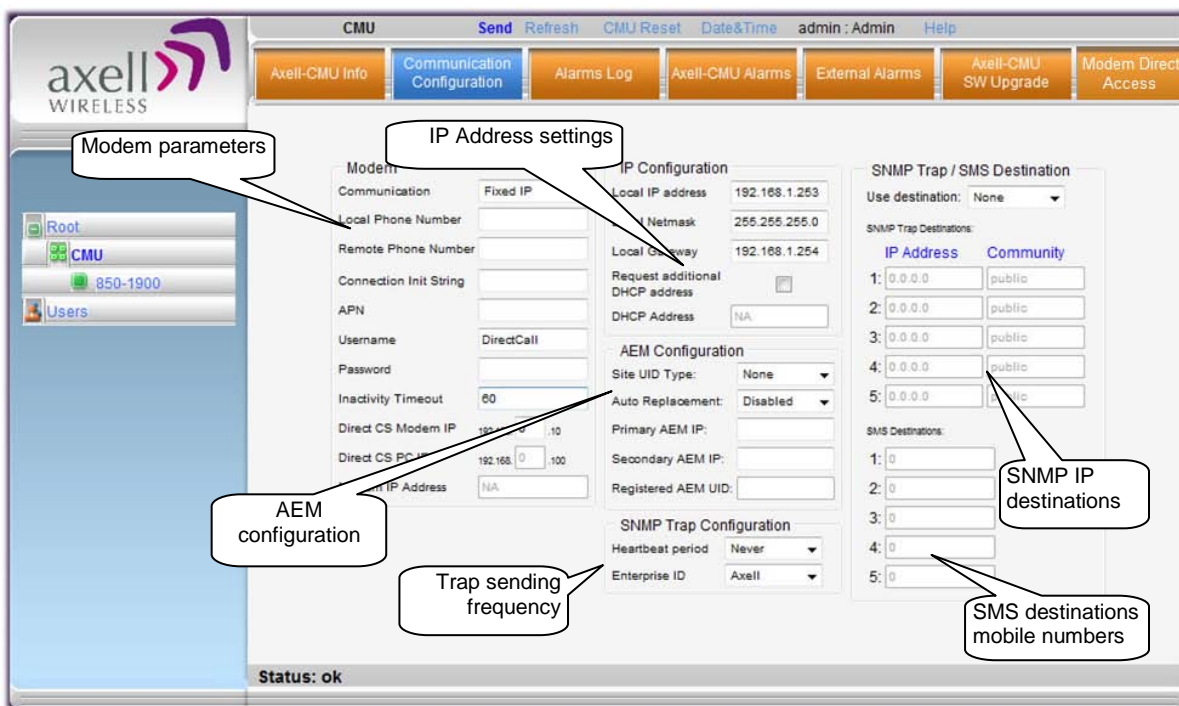 axell
WIRELESS
CMU Send Refresh CMU Reset Date&Time admin : Admin Help
Axell-CMU Info
Communication Configuration
Alarms Log
Axell-CMU Alarms
External Alarms
Axell-CMU SW Upgrade
Modem Direct Access
Root
CMU
850-1900
Users
Modem parameters
IP Address settings
Modem
Communication Fixed IP
Local Phone Number
Remote Phone Number
Connection Init String
APN
Username DirectCall
Password
Inactivity Timeout 60
Direct CS Modem IP .10
Direct CS PC 192.168. 0 .100
IP Address NA
IP Configuration
Local IP address 192.168.1.253
Netmask 255.255.255.0
Local 192.168.1.254
Request additional
DHCP address
DHCP Address NA
AEM Configuration
Site UID Type: None
Auto Replacement: Disabled
Primary AEM IP:
Secondary AEM IP:
Registered AEM UID:
SNMP Trap Configuration
Heartbeat period Never
Enterprise ID Axell
SNMP Trap / SMS Destination
Use destination: None
SNMP Trap Destinations:
IP Address Community
1: 0.0.0.0 public
2: 0.0.0.0 public
3: 0.0.0.0 public
4: 0.0.0.0 public
5: 0.0.0.0
SMS Destinations:
1: 0
2: 0
3: 0
4: 0
5: 0
AEM
configuration
Trap sending
frequency
SNMP IP
destinations
SMS destinations
mobile numbers
Status: ok